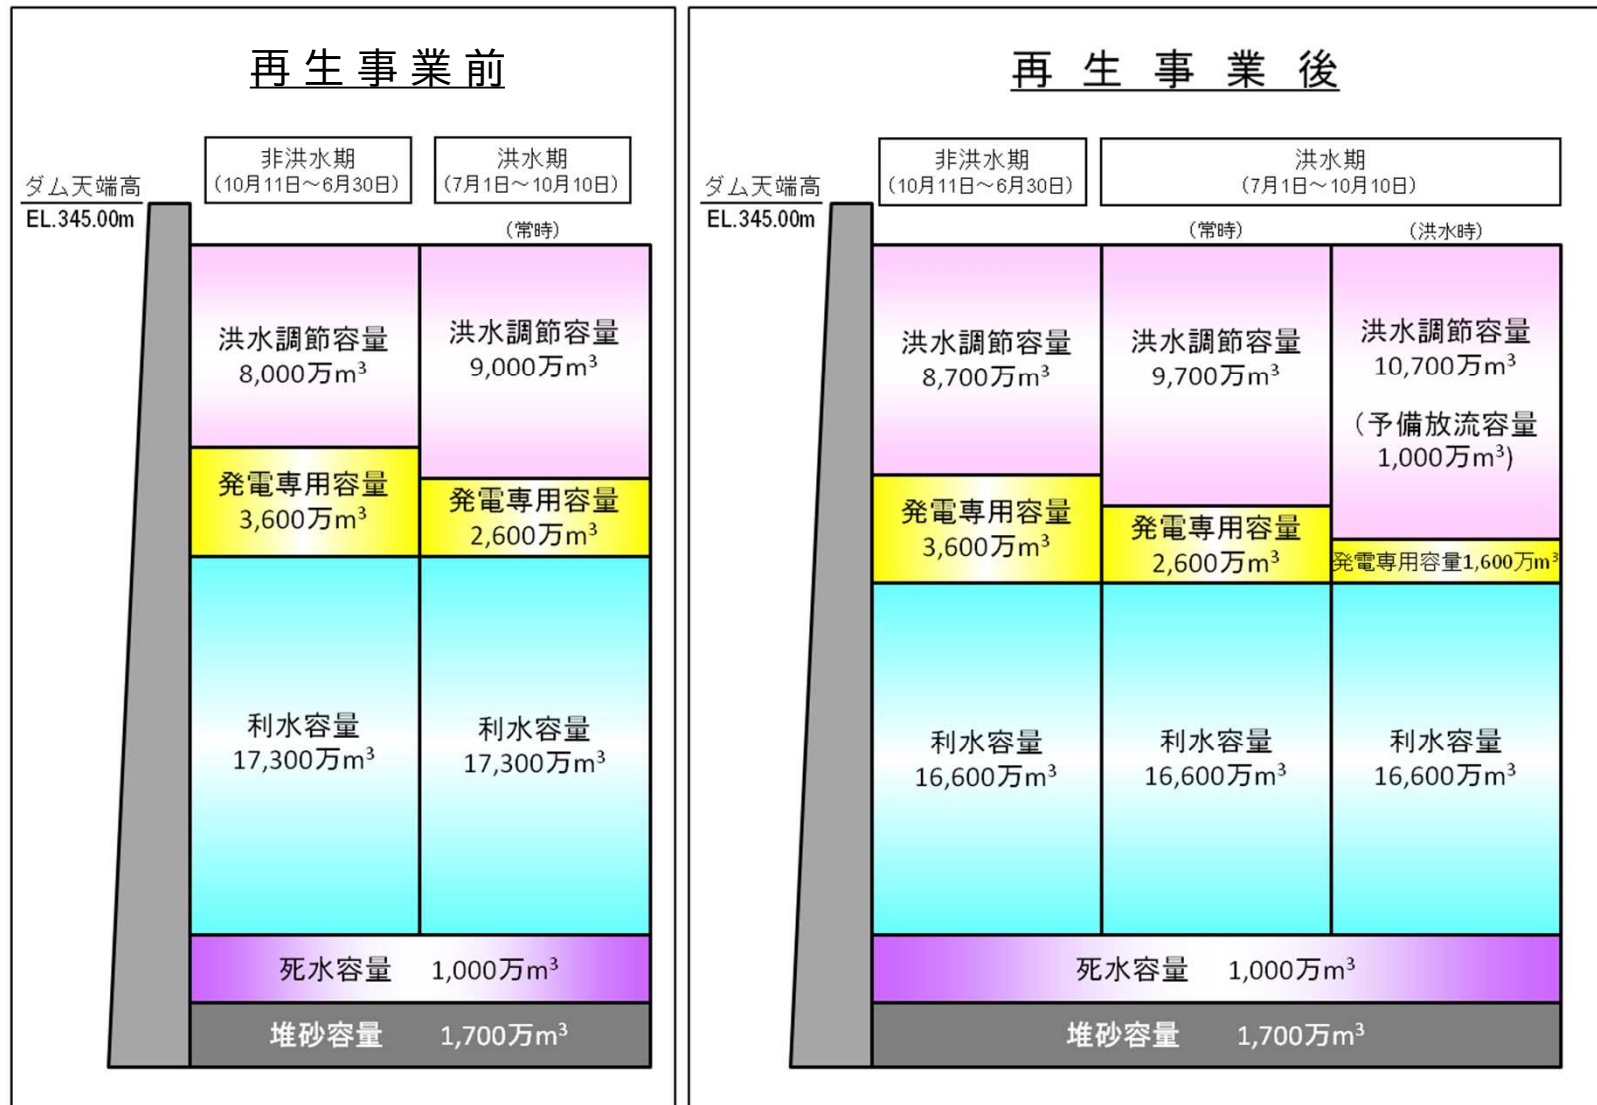 再生事業前
非洪水期
(10月11日～6月30日)
洪水期
(7月1日～10月10日)
ダム天端高
EL.345.00m
(常時)
洪水調節容量
8,000万m³
洪水調節容量
9,000万m³
発電専用容量
3,600万m³
発電専用容量
2,600万m³
利水容量
17,300万m³
利水容量
17,300万m³
死水容量 1,000万m³
堆砂容量 1,700万m³
再生事業後
非洪水期
(10月11日～6月30日)
洪水期
(7月1日～10月10日)
ダム天端高
EL.345.00m
(常時)
(洪水時)
洪水調節容量
8,700万m³
洪水調節容量
9,700万m³
洪水調節容量
10,700万m³
(予備放流容量
1,000万m³)
発電専用容量
3,600万m³
発電専用容量
2,600万m³
発電専用容量1,600万m³
利水容量
16,600万m³
利水容量
16,600万m³
利水容量
16,600万m³
死水容量 1,000万m³
堆砂容量 1,700万m³